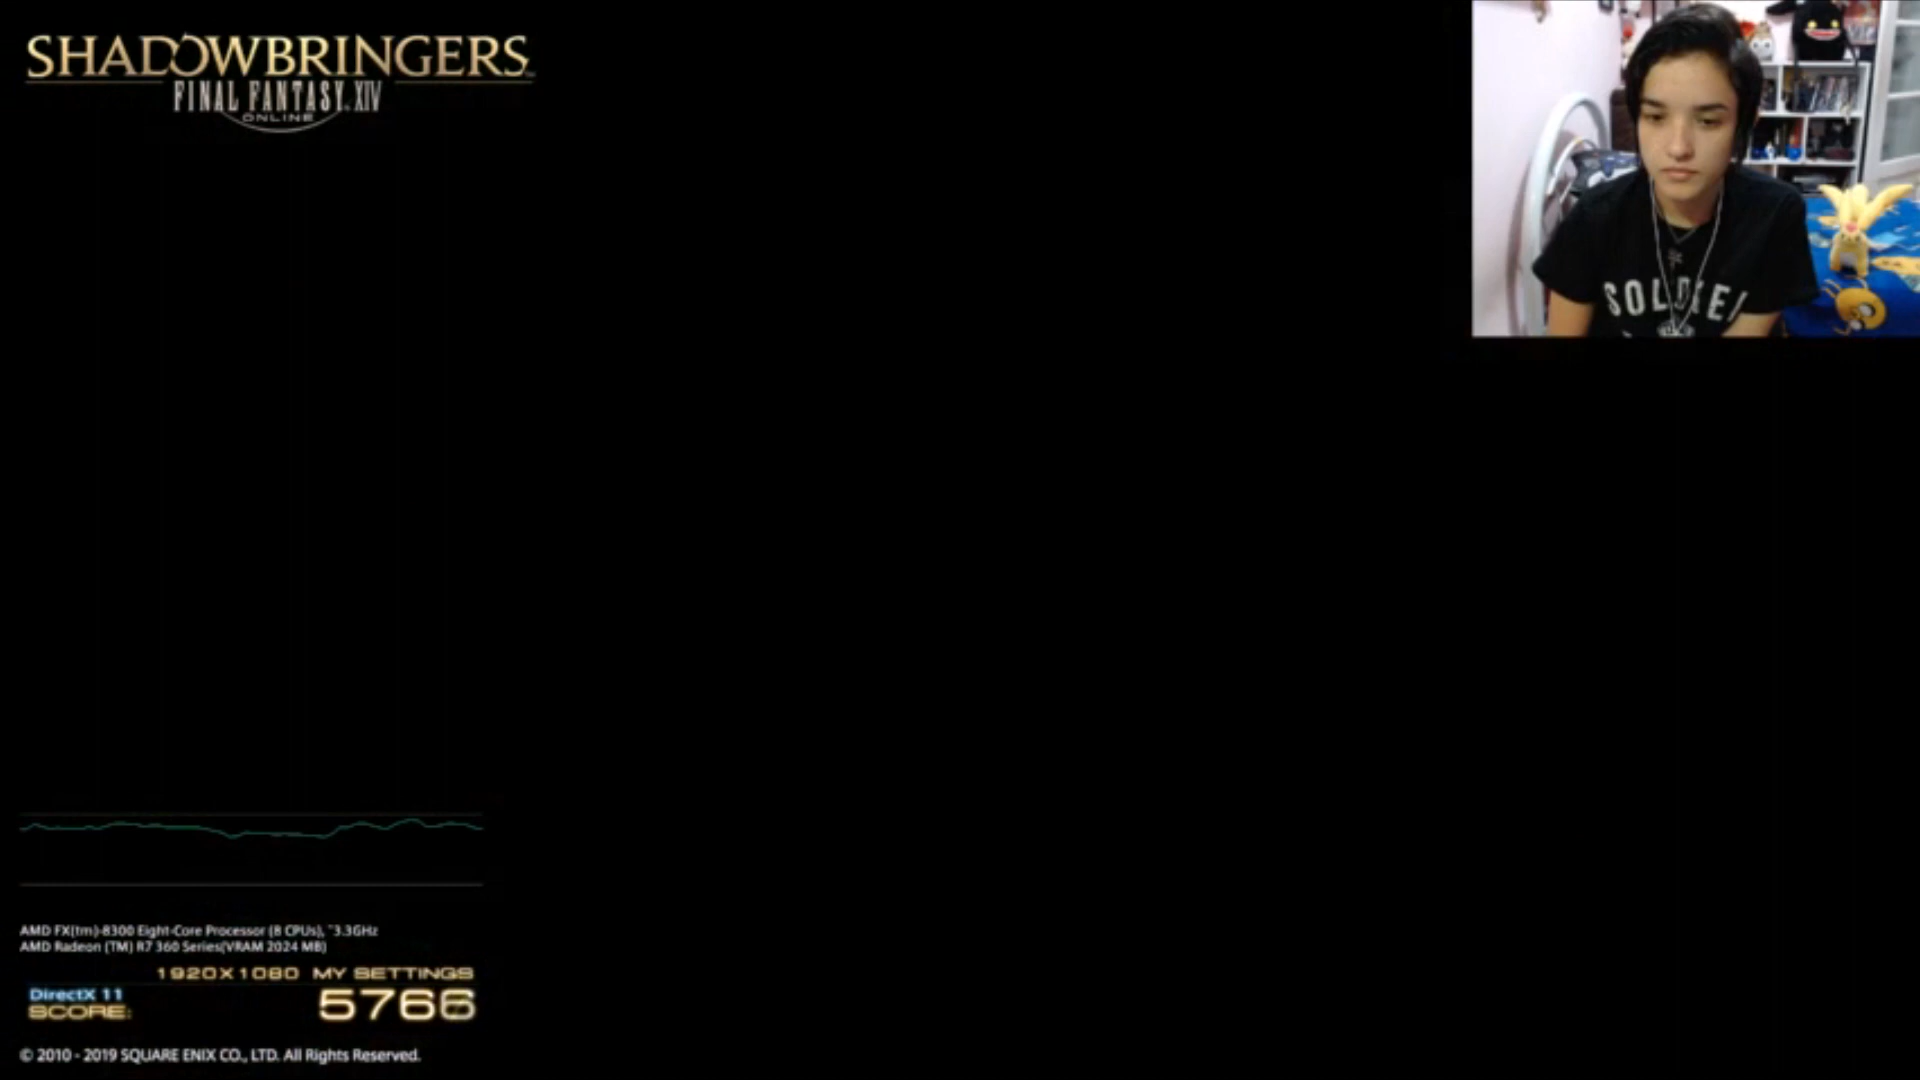 SHADOWBRINGERS
FINAL FANTASY XIV
ONLINE
SOLDIER
AMD FX(tm)-8300 Eight-Core Processor (8 CPUs), ~3.3GHz
AMD Radeon (TM) R7 360 Series(VRAM 2024 MB)
1920X1080 MY SETTINGS
DirectX 11
SCORE: 5766
© 2010 - 2019 SQUARE ENIX CO., LTD. All Rights Reserved.